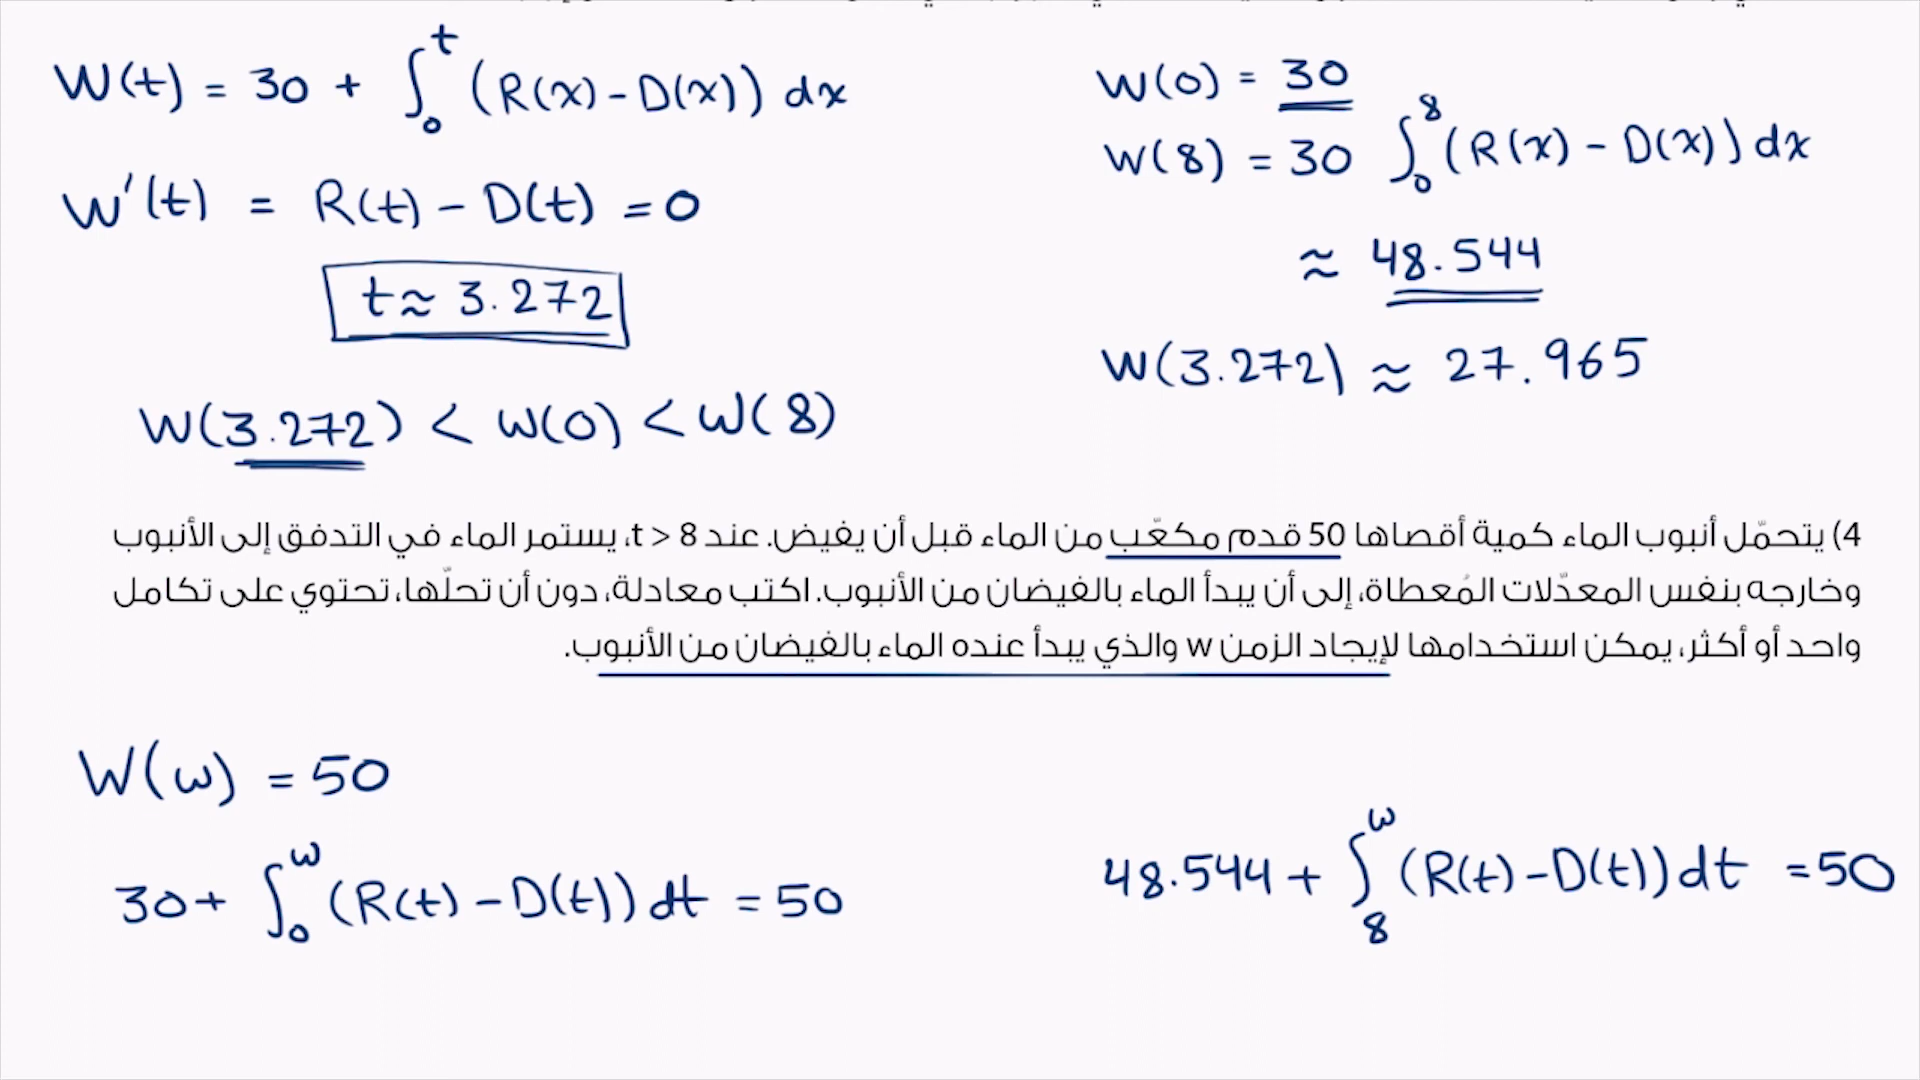 W(t) = 30 + ∫₀ᵗ (R(x) - D(x)) dx
W'(t) = R(t) - D(t) = 0
t ≈ 3.272
W(3.272) < W(0) < W(8)
W(0) = 30
W(8) = 30 ∫₀⁸ (R(x) - D(x)) dx
≈ 48.544
W(3.272) ≈ 27.965
4) يتحمّل أنبوب الماء كمية أقصاها 50 قدم مكعّب من الماء قبل أن يفيض. عند t > 8، يستمر الماء في التدفق إلى الأنبوب
وخارجه بنفس المعدّلات المُعطاة، إلى أن يبدأ الماء بالفيضان من الأنبوب. اكتب معادلة، دون أن تحلّها، تحتوي على تكامل
واحد أو أكثر، يمكن استخدامها لإيجاد الزمن w والذي يبدأ عنده الماء بالفيضان من الأنبوب.
W(w) = 50
30 + ∫₀ʷ (R(t) - D(t)) dt = 50
48.544 + ∫₈ʷ (R(t) - D(t)) dt = 50